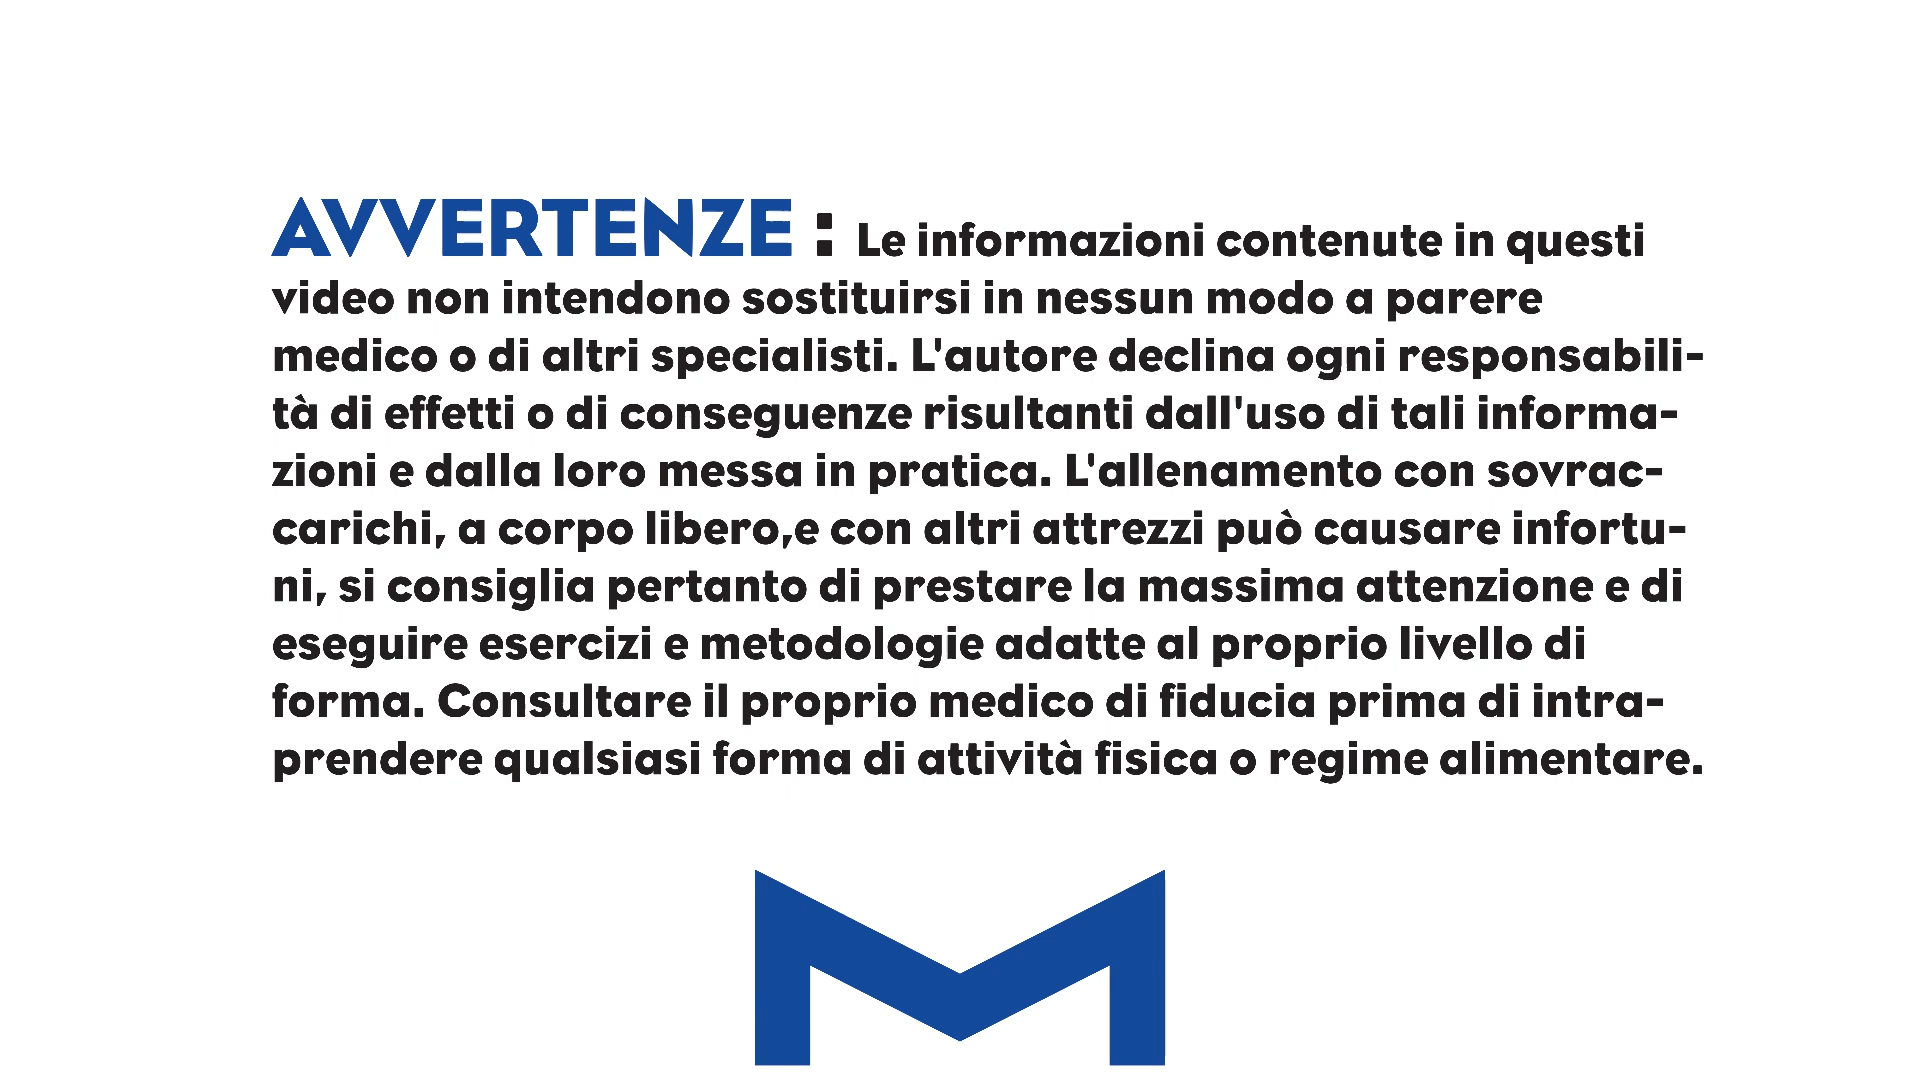 AVVERTENZE : Le informazioni contenute in questi
video non intendono sostituirsi in nessun modo a parere
medico o di altri specialisti. L'autore declina ogni responsabili-
tà di effetti o di conseguenze risultanti dall'uso di tali informa-
zioni e dalla loro messa in pratica. L'allenamento con sovrac-
carichi, a corpo libero,e con altri attrezzi può causare infortu-
ni, si consiglia pertanto di prestare la massima attenzione e di
eseguire esercizi e metodologie adatte al proprio livello di
forma. Consultare il proprio medico di fiducia prima di intra-
prendere qualsiasi forma di attività fisica o regime alimentare.
M